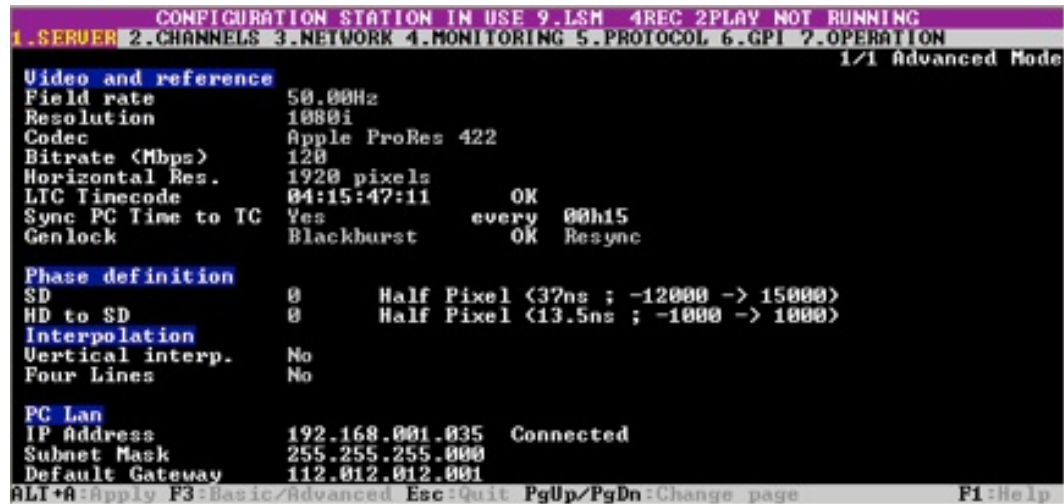 CONFIGURATION STATION IN USE 9.LSM 4REC 2PLAY NOT RUNNING
1.SERVER 2.CHANNELS 3.NETWORK 4.MONITORING 5.PROTOCOL 6.GPI 7.OPERATION
1/1 Advanced Mode
Video and reference
Field rate 50.00Hz
Resolution 1080i
Codec Apple ProRes 422
Bitrate (Mbps) 120
Horizontal Res. 1920 pixels
LTC Timecode 04:15:47:11 OK
Sync PC Time to TC Yes every 00h15
Genlock Blackburst OK Resync
Phase definition
SD 0 Half Pixel (37ns ; -12000 -> 15000)
HD to SD 0 Half Pixel (13.5ns ; -1000 -> 1000)
Interpolation
Vertical interp. No
Four Lines No
PC Lan
IP Address 192.168.001.035 Connected
Subnet Mask 255.255.255.000
Default Gateway 112.012.012.001
ALT+A:Apply F3:Basic/Advanced Esc:Quit PgUp/PgDn:Change page F1:Help